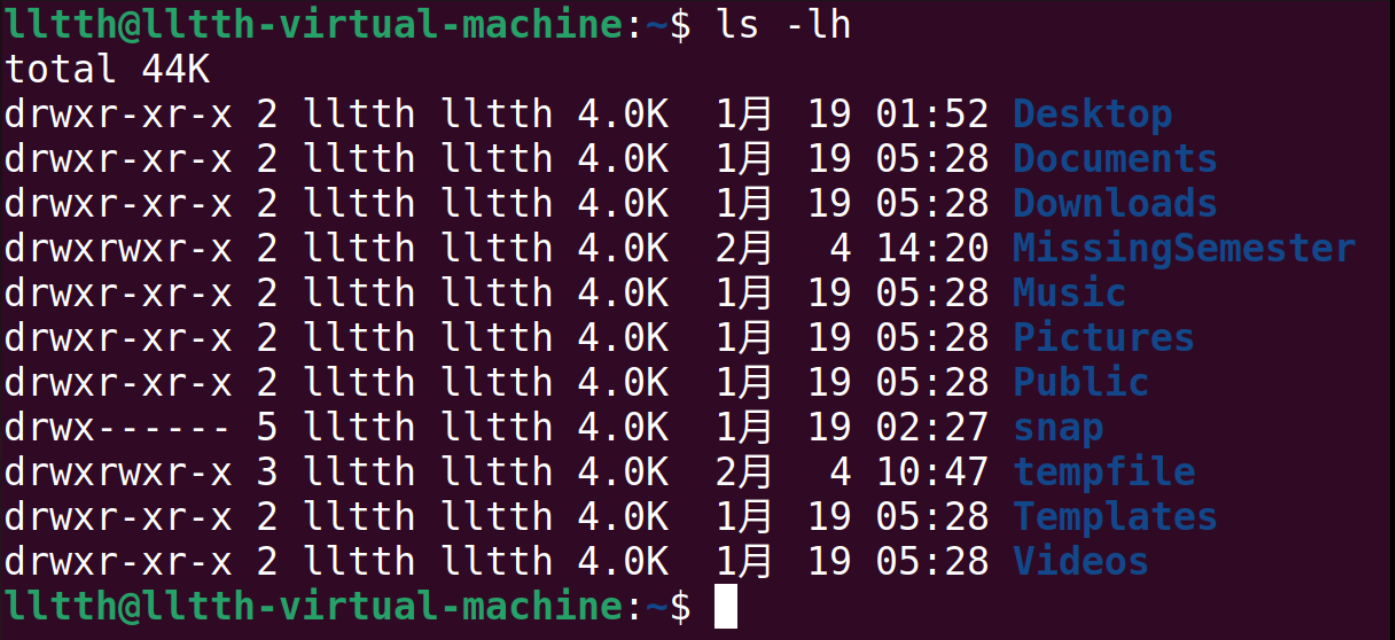 lltth@lltth-virtual-machine:~$ ls -lh
total 44K
drwxr-xr-x 2 lltth lltth 4.0K  1月  19 01:52 Desktop
drwxr-xr-x 2 lltth lltth 4.0K  1月  19 05:28 Documents
drwxr-xr-x 2 lltth lltth 4.0K  1月  19 05:28 Downloads
drwxrwxr-x 2 lltth lltth 4.0K  2月   4 14:20 MissingSemester
drwxr-xr-x 2 lltth lltth 4.0K  1月  19 05:28 Music
drwxr-xr-x 2 lltth lltth 4.0K  1月  19 05:28 Pictures
drwxr-xr-x 2 lltth lltth 4.0K  1月  19 05:28 Public
drwx------ 5 lltth lltth 4.0K  1月  19 02:27 snap
drwxrwxr-x 3 lltth lltth 4.0K  2月   4 10:47 tempfile
drwxr-xr-x 2 lltth lltth 4.0K  1月  19 05:28 Templates
drwxr-xr-x 2 lltth lltth 4.0K  1月  19 05:28 Videos
lltth@lltth-virtual-machine:~$